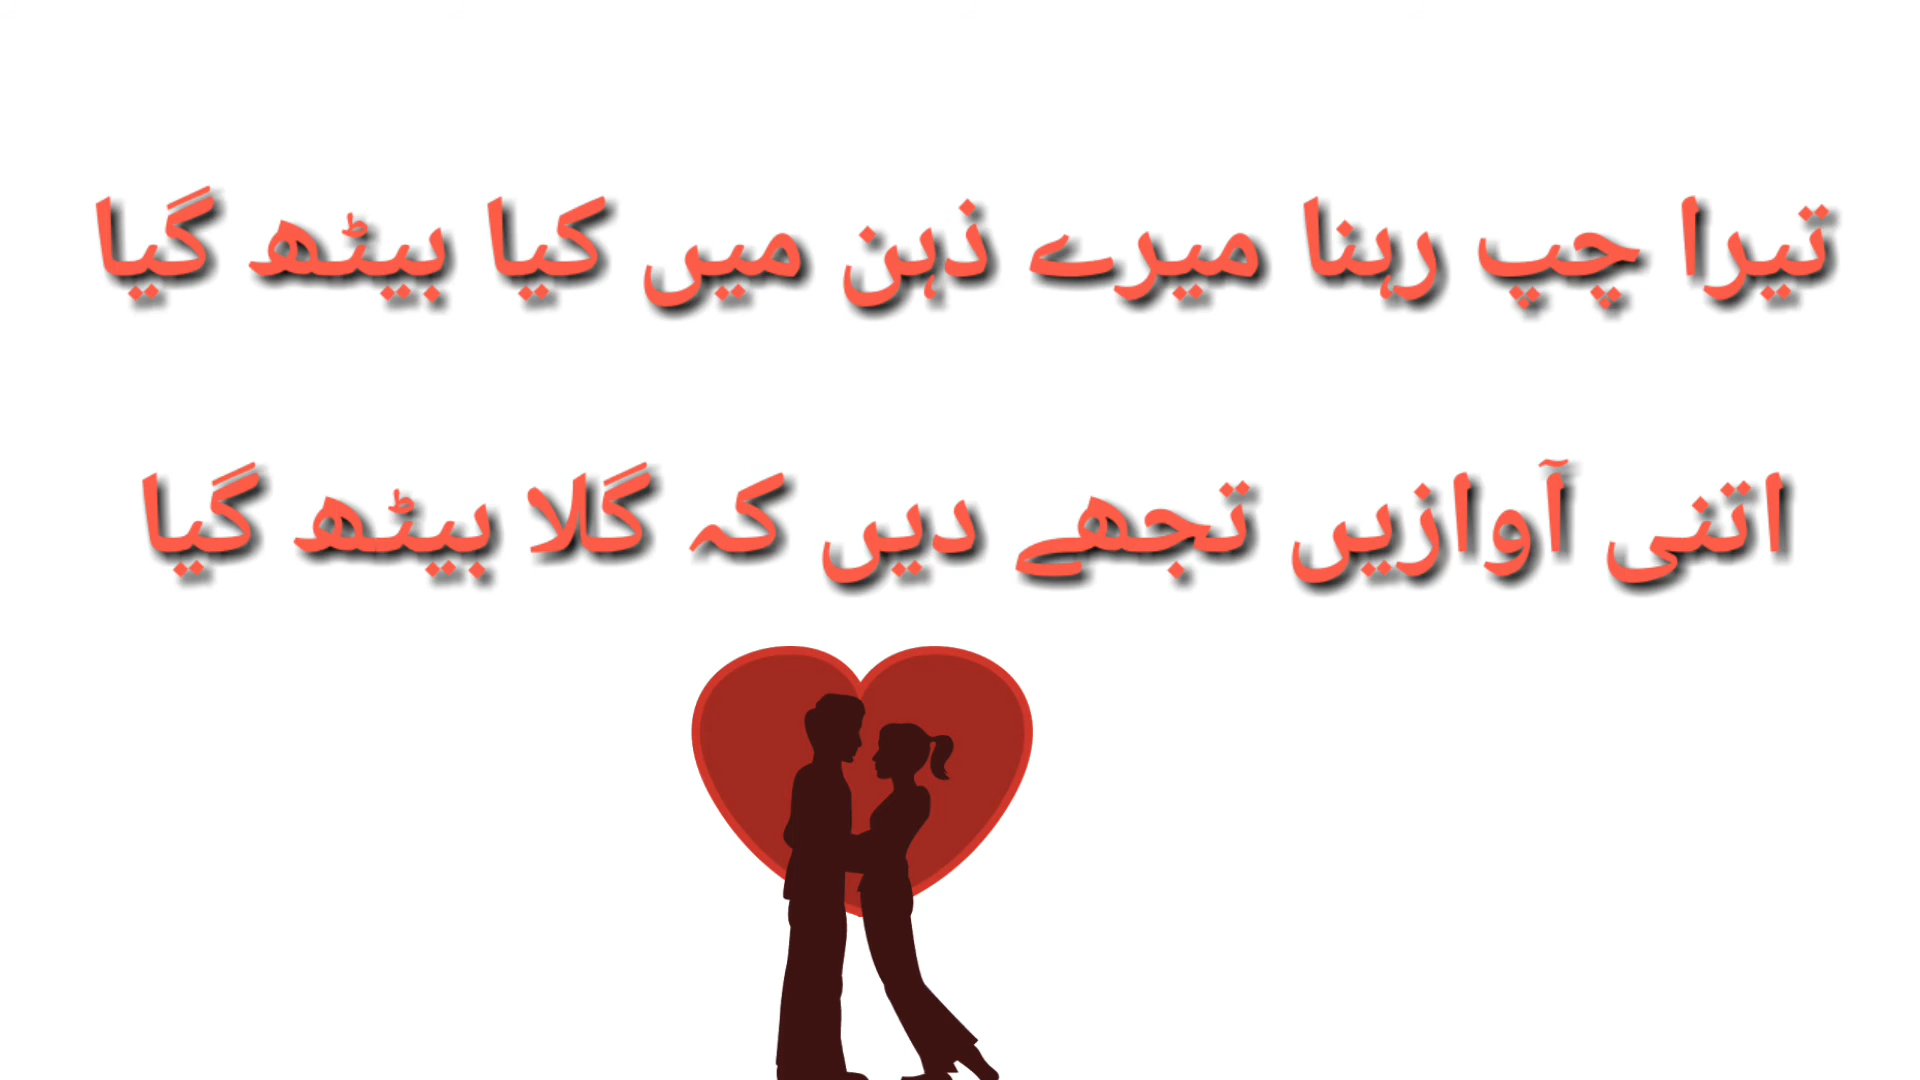 تیرا چپ رہنا میرے ذہن میں کیا بیٹھ گیا
اتنی آوازیں تجھے دیں کہ گلا بیٹھ گیا